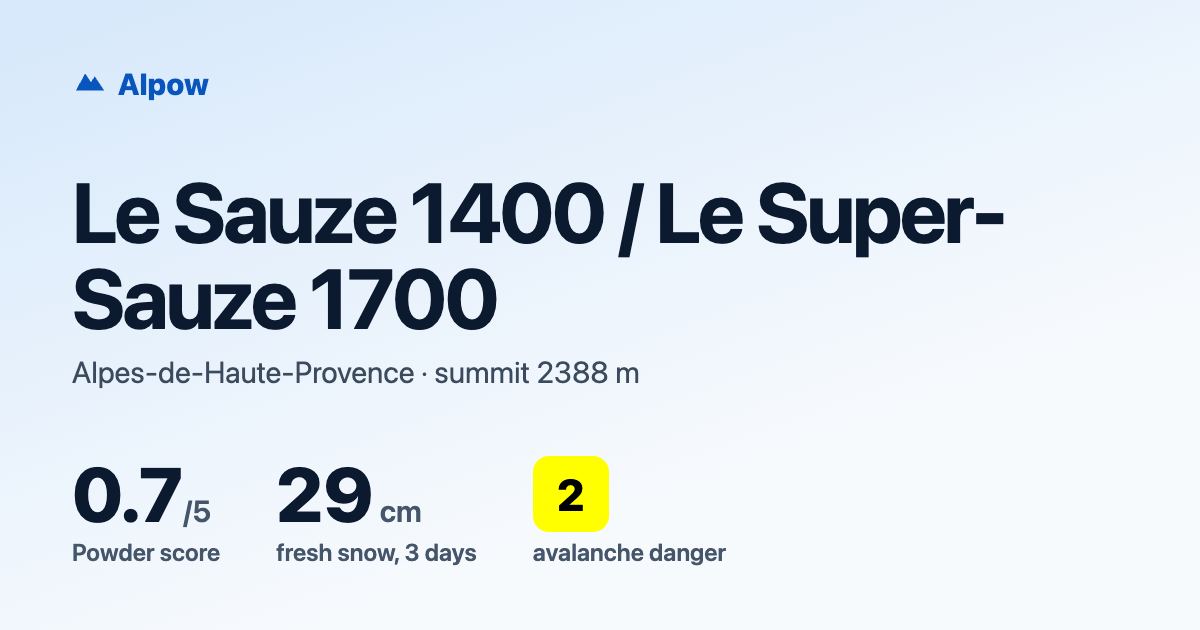 Alpow
Le Sauze 1400 / Le Super-
Sauze 1700
Alpes-de-Haute-Provence · summit 2388 m
0.7/5
Powder score
29 cm
fresh snow, 3 days
2
avalanche danger